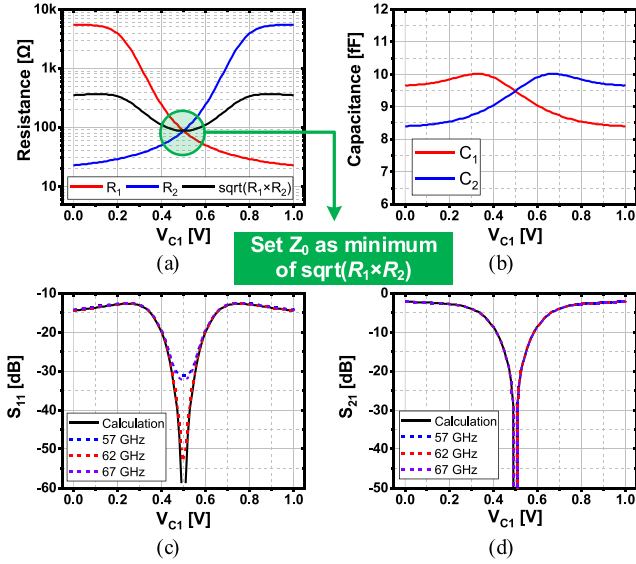 10k
1k
100
10
Resistance [Ω]
R1 R2 sqrt(R1×R2)
0.0 0.2 0.4 0.6 0.8 1.0
VC1 [V]
(a)
12
11
10
9
8
7
6
Capacitance [fF]
C1
C2
0.0 0.2 0.4 0.6 0.8 1.0
VC1 [V]
(b)
Set Z0 as minimum
of sqrt(R1×R2)
-10
-20
-30
-40
-50
-60
S11 [dB]
Calculation
57 GHz
62 GHz
67 GHz
0.0 0.2 0.4 0.6 0.8 1.0
VC1 [V]
(c)
0
-10
-20
-30
-40
-50
S21 [dB]
Calculation
57 GHz
62 GHz
67 GHz
0.0 0.2 0.4 0.6 0.8 1.0
VC1 [V]
(d)